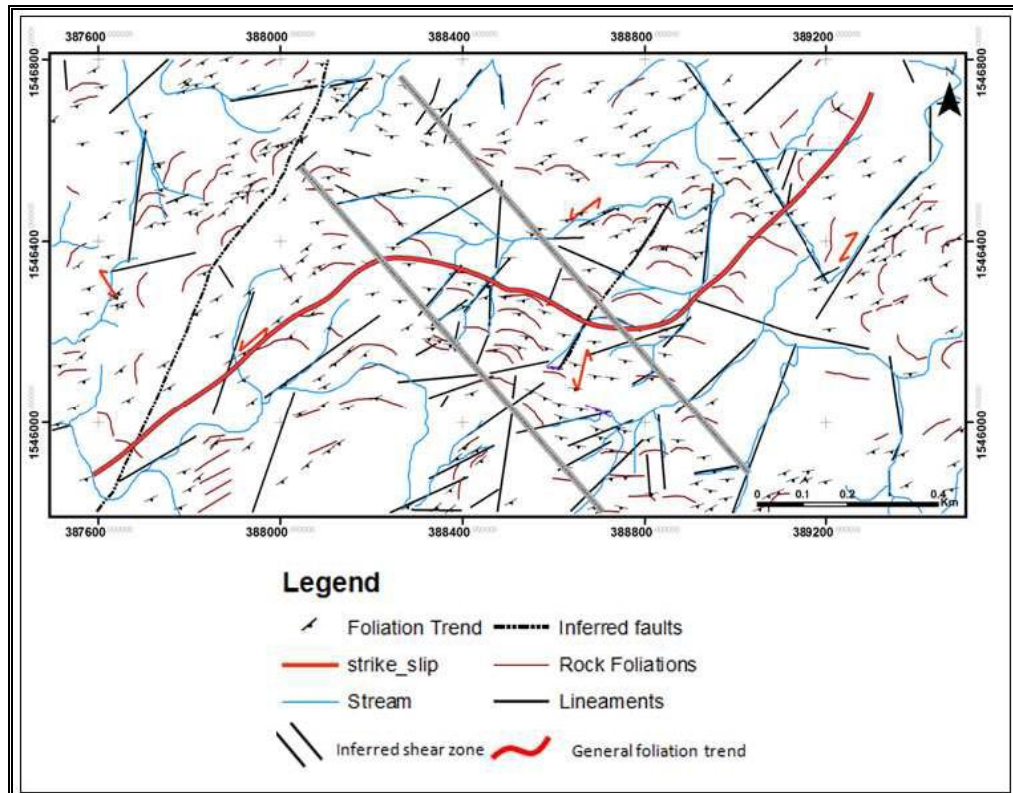 387600 388000 388400 388800 389200
1546800 1546800
1546400 1546400
1546000 1546000
0 0.1 0.2 0.4
Km
387600 388000 388400 388800 389200
Legend
Foliation Trend Inferred faults
strike_slip Rock Foliations
Stream Lineaments
Inferred shear zone General foliation trend